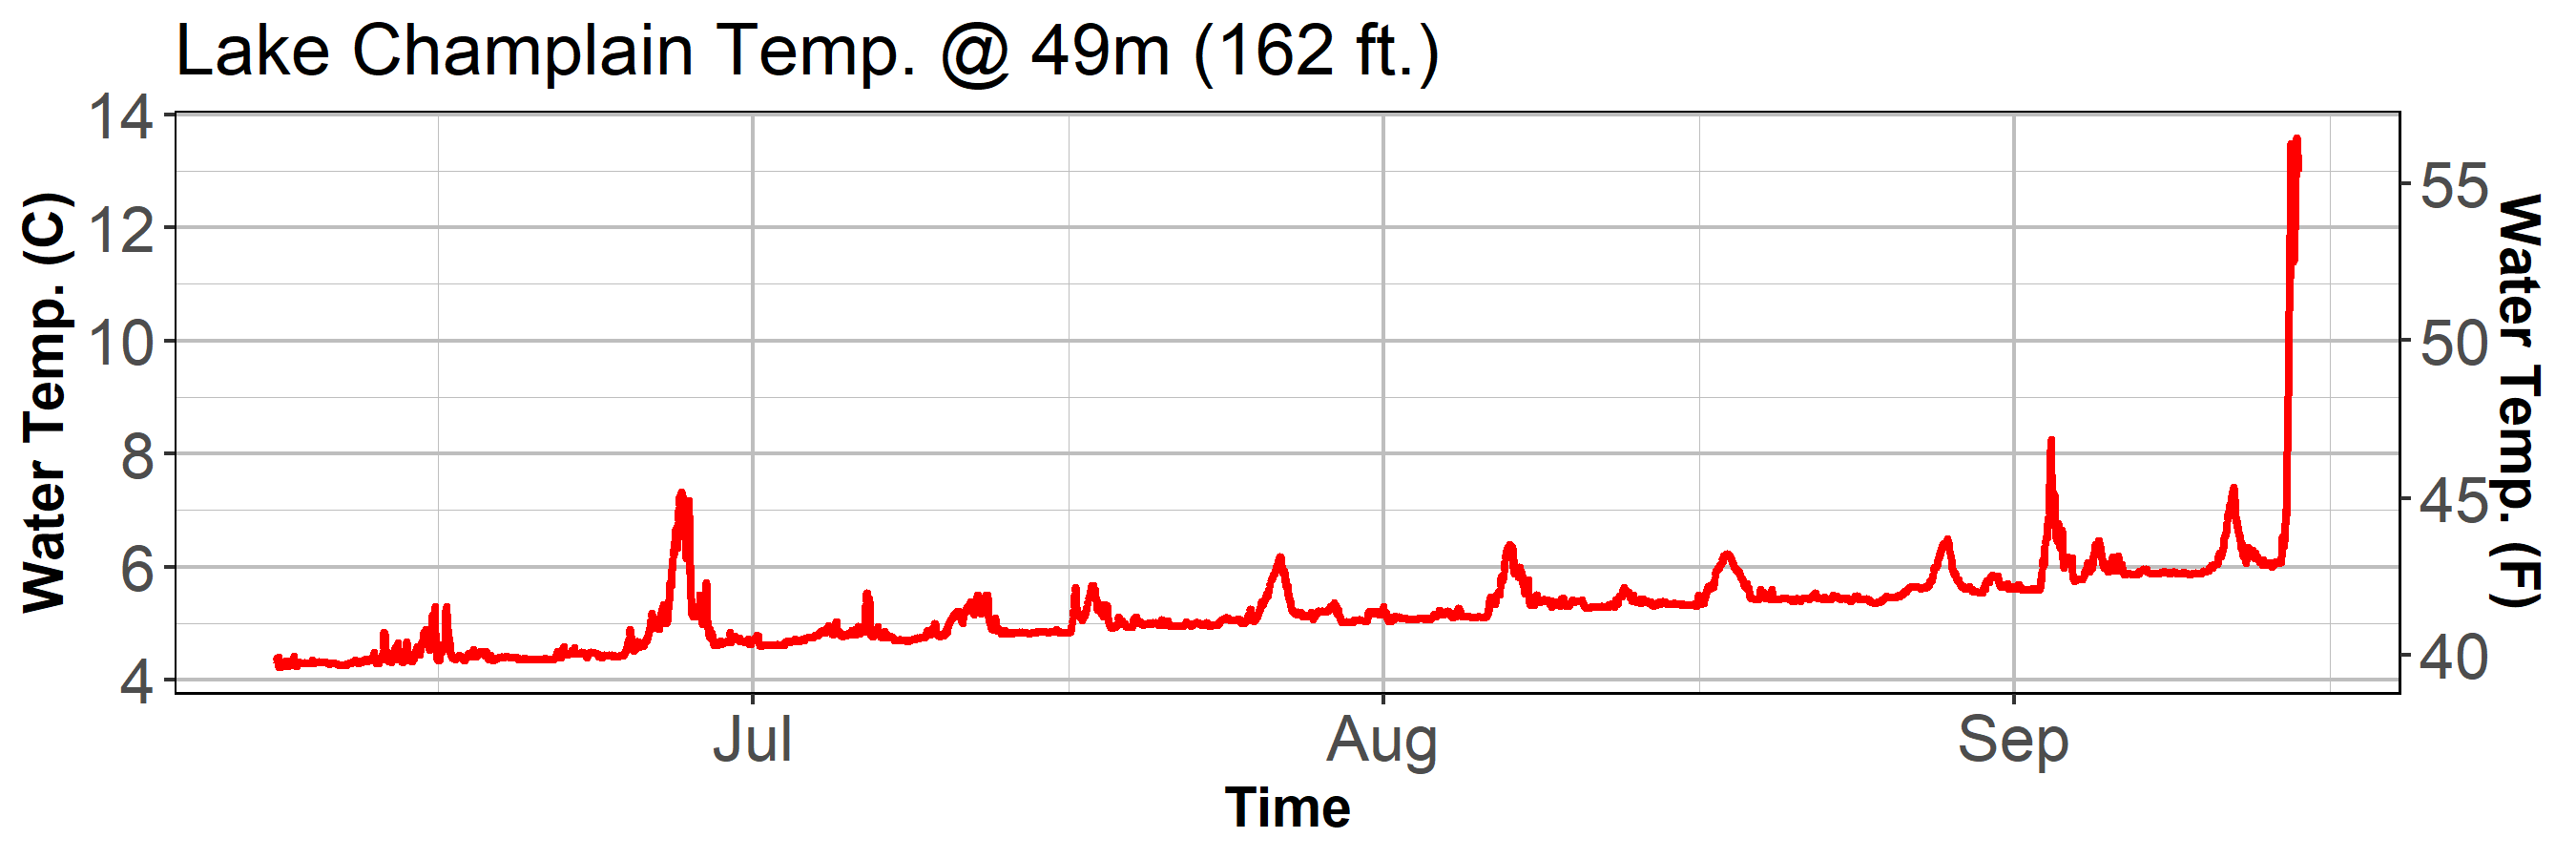 Lake Champlain Temp. @ 49m (162 ft.)
Water Temp. (C)
14
12
10
8
6
4
55
50
45
40
Water Temp. (F)
Jul Aug Sep
Time